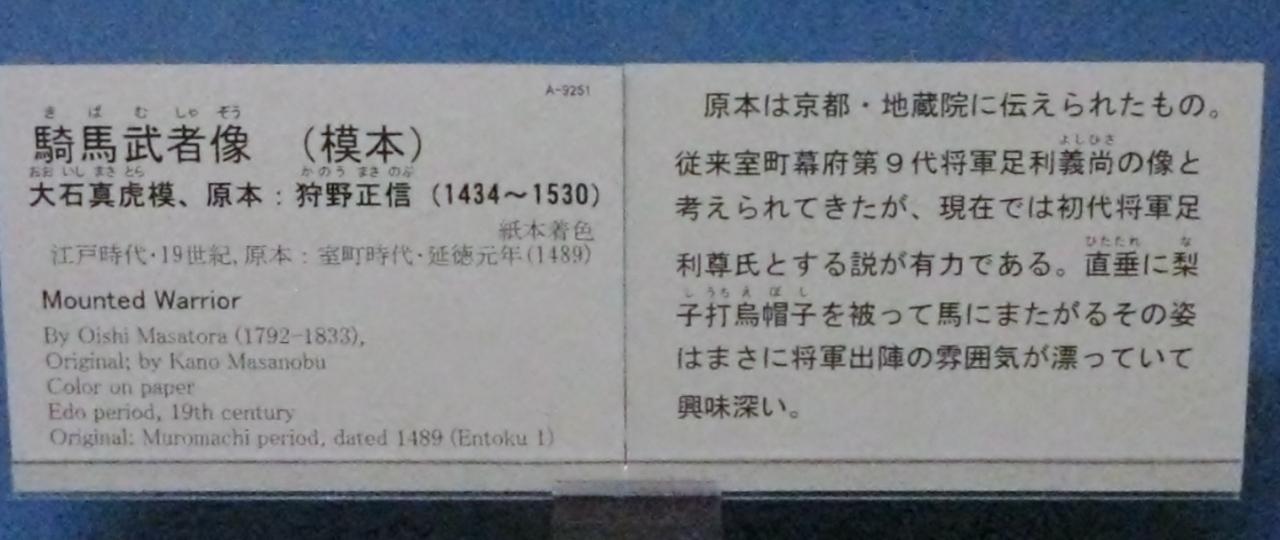 A-9251
きばむしゃぞう
騎馬武者像 (模本)
おおいしまさとら かのうまさのぶ
大石真虎模、原本：狩野正信 (1434～1530)
紙本着色
江戸時代・19世紀, 原本：室町時代・延徳元年(1489)
Mounted Warrior
By Oishi Masatora (1792-1833),
Original; by Kano Masanobu
Color on paper
Edo period, 19th century
Original: Muromachi period, dated 1489 (Entoku 1)
原本は京都・地蔵院に伝えられたもの。
よしひさ
従来室町幕府第９代将軍足利義尚の像と
考えられてきたが、現在では初代将軍足
ひたたれ な
利尊氏とする説が有力である。直垂に梨
しうちえぼし
子打烏帽子を被って馬にまたがるその姿
はまさに将軍出陣の雰囲気が漂っていて
興味深い。